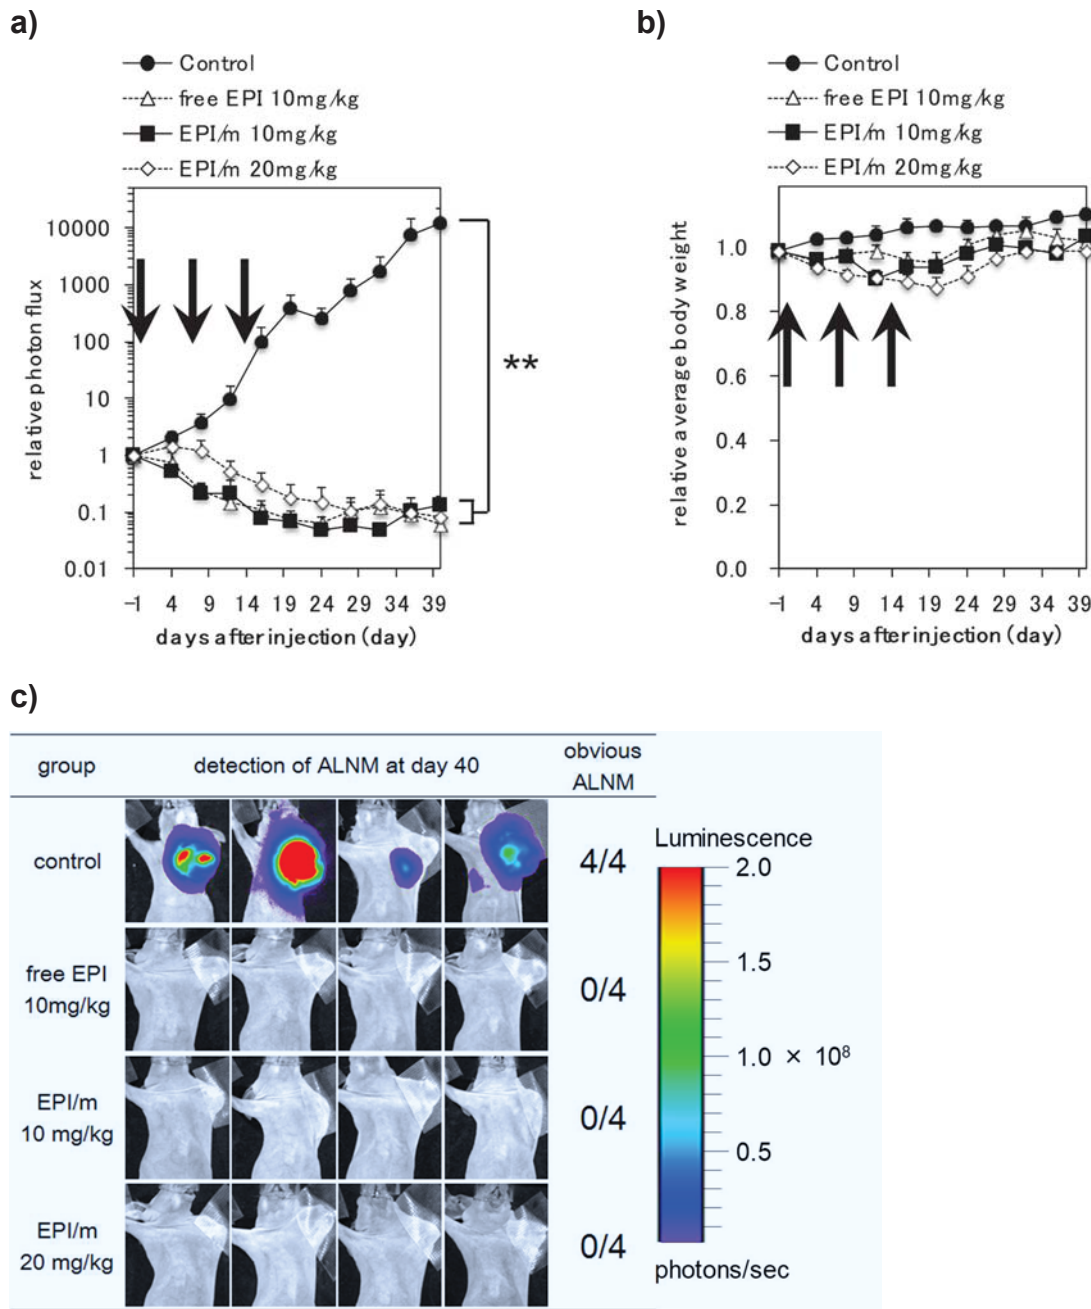 a)
Control
free EPI 10mg/kg
EPI/m 10mg/kg
EPI/m 20mg/kg
relative photon flux
10000
1000
100
10
1
0.1
0.01
**
-1 4 9 14 19 24 29 34 39
days after injection (day)
b)
Control
free EPI 10mg/kg
EPI/m 10mg/kg
EPI/m 20mg/kg
relative average body weight
1.0
0.8
0.6
0.4
0.2
0.0
-1 4 9 14 19 24 29 34 39
days after injection (day)
c)
group detection of ALNM at day 40 obvious
ALNM
control 4/4
free EPI
10mg/kg 0/4
EPI/m
10 mg/kg 0/4
EPI/m
20 mg/kg 0/4
Luminescence
2.0
1.5
1.0 × 10⁸
0.5
photons/sec